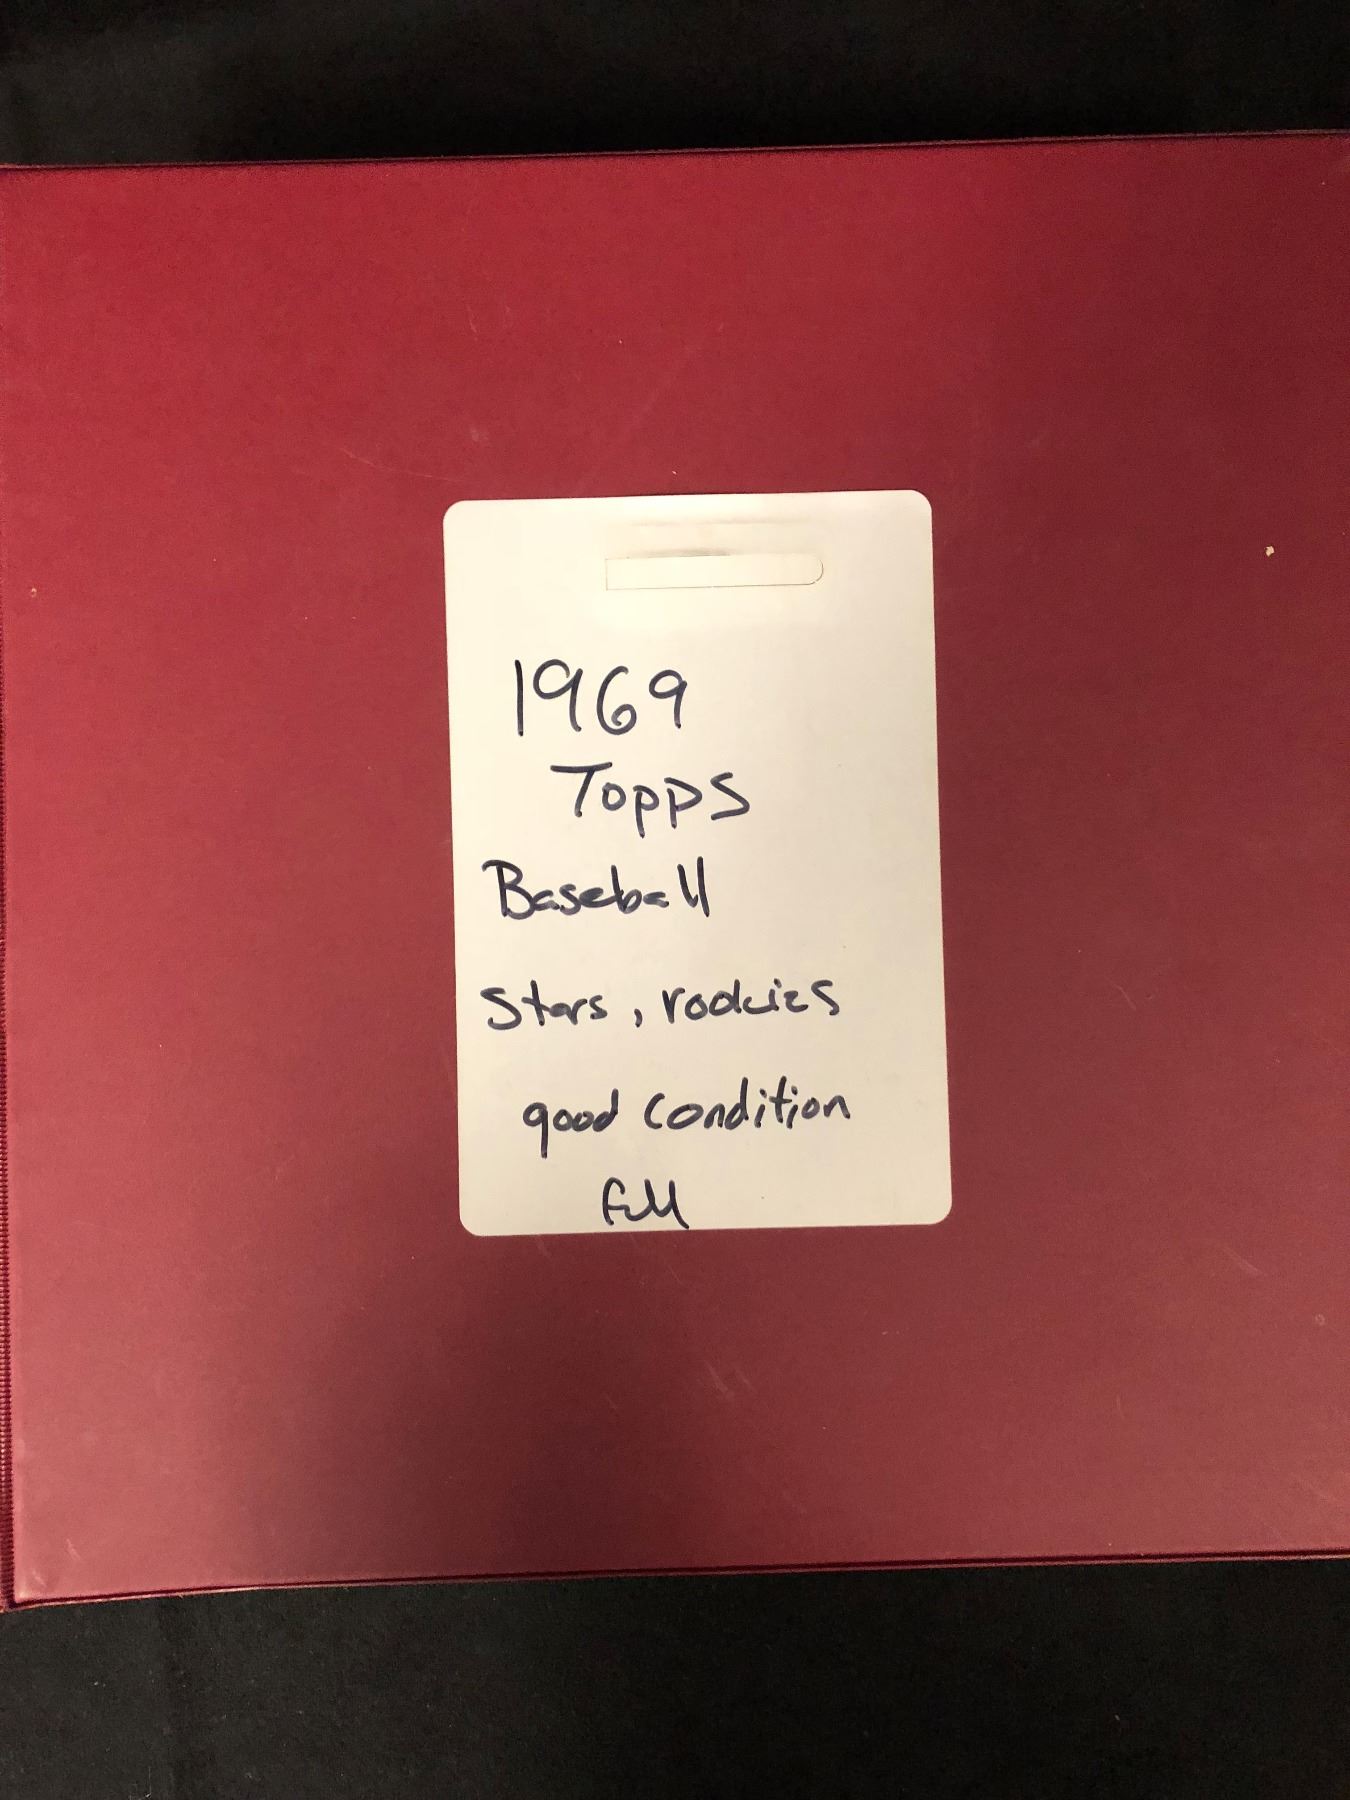 1969
Topps
Baseball
Stars, rookies
good condition
full